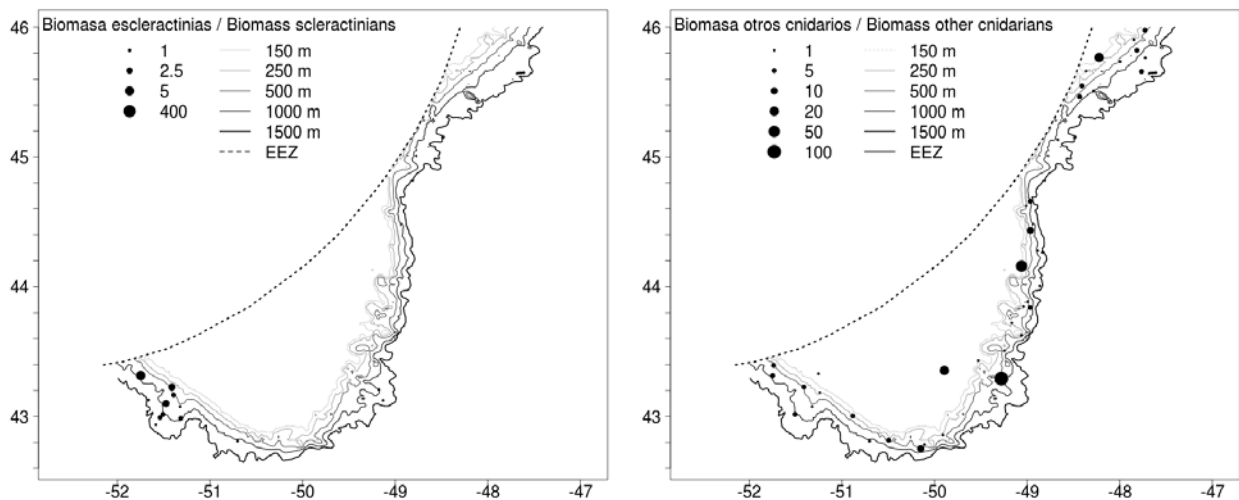 Biomasa escleractinias / Biomass scleractinians
1 150 m
2.5 250 m
5 500 m
400 1000 m
1500 m
EEZ
46
45
44
43
-52 -51 -50 -49 -48 -47
Biomasa otros cnidarios / Biomass other cnidarians
1 150 m
5 250 m
10 500 m
20 1000 m
50 1500 m
100 EEZ
46
45
44
43
-52 -51 -50 -49 -48 -47